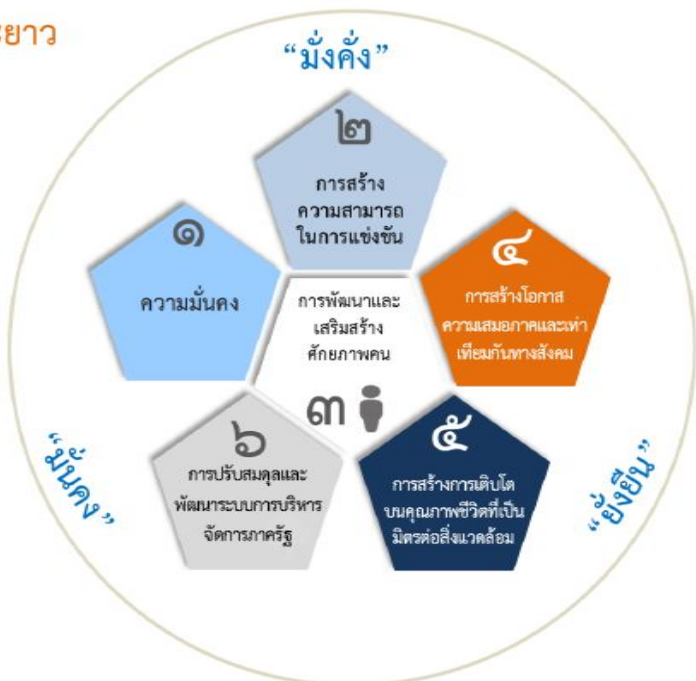 “มั่งคั่ง”
๒
การสร้าง
ความสามารถ
ในการแข่งขัน
๑
ความมั่นคง
๔
การสร้างโอกาส
ความเสมอภาคและเท่า
เทียมกันทางสังคม
การพัฒนาและ
เสริมสร้าง
ศักยภาพคน
๓
๖
การปรับสมดุลและ
พัฒนาระบบการบริหาร
จัดการภาครัฐ
๕
การสร้างการเติบโต
บนคุณภาพชีวิตที่เป็น
มิตรต่อสิ่งแวดล้อม
“มั่นคง”
“ยั่งยืน”